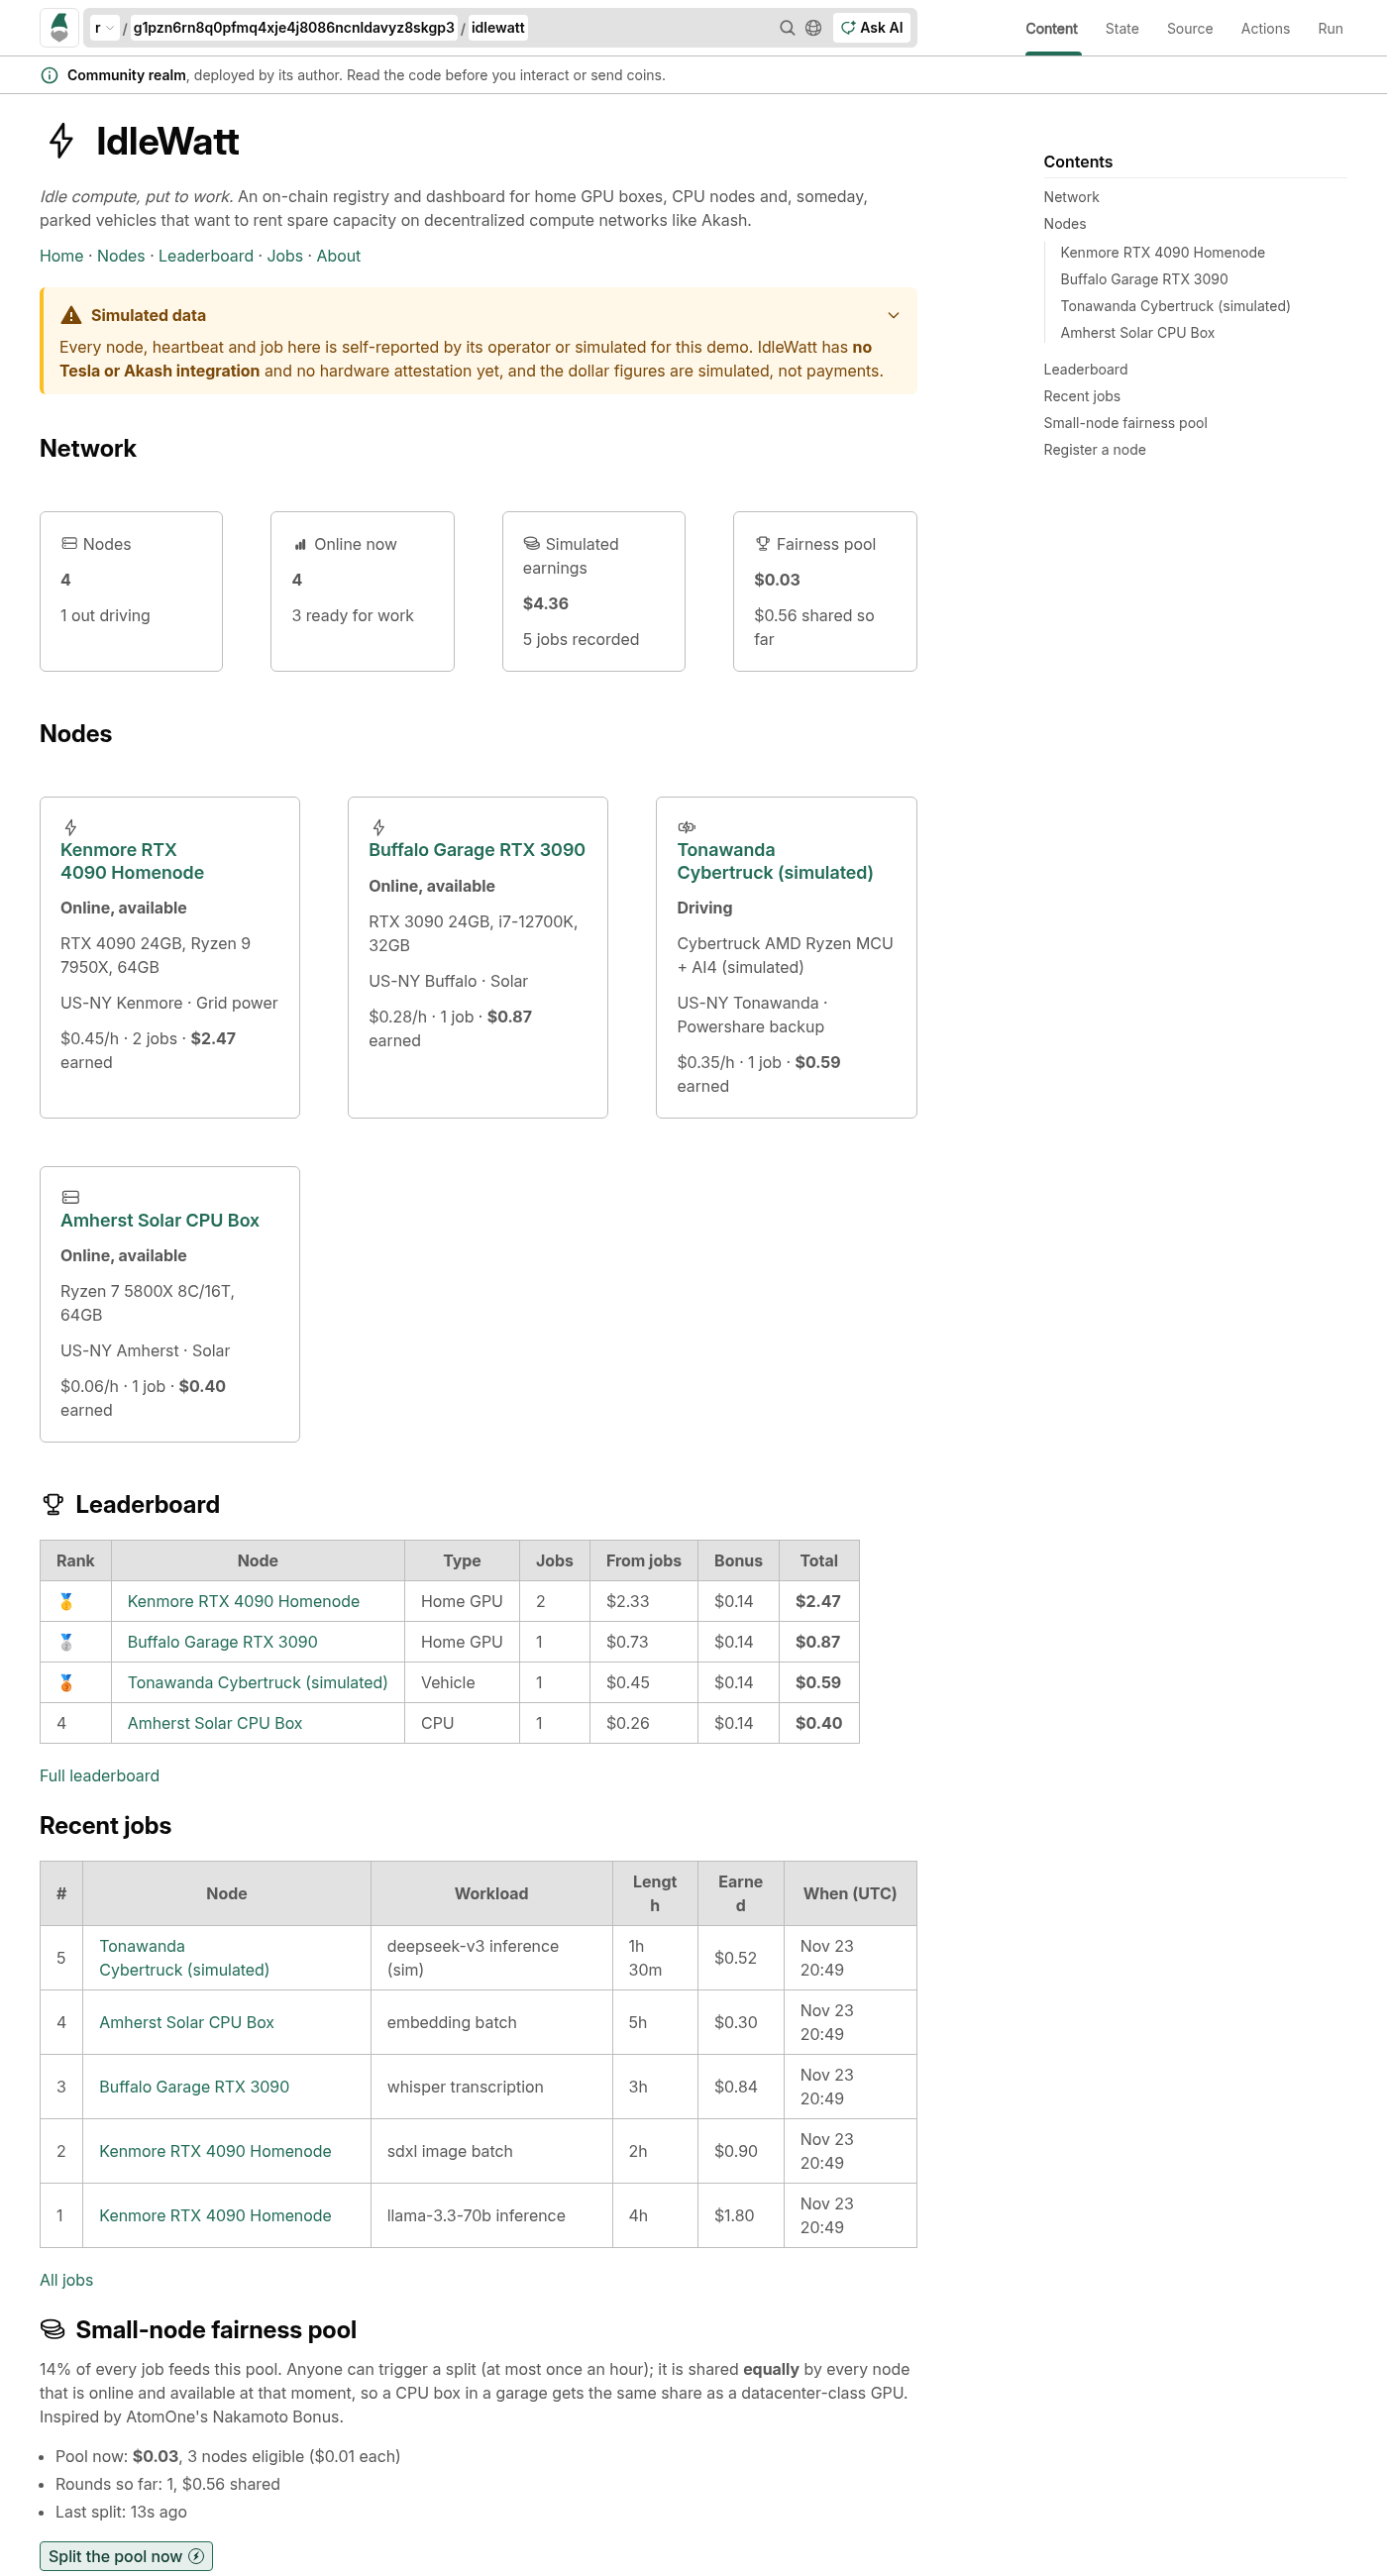 r / g1pzn6rn8q0pfmq4xje4j8086ncnldavyz8skgp3 / idlewatt
Ask AI
Content
State
Source
Actions
Run
Community realm, deployed by its author. Read the code before you interact or send coins.
IdleWatt
Idle compute, put to work. An on-chain registry and dashboard for home GPU boxes, CPU nodes and, someday,
parked vehicles that want to rent spare capacity on decentralized compute networks like Akash.
Home · Nodes · Leaderboard · Jobs · About
Simulated data
Every node, heartbeat and job here is self-reported by its operator or simulated for this demo. IdleWatt has no
Tesla or Akash integration and no hardware attestation yet, and the dollar figures are simulated, not payments.
Contents
Network
Nodes
Kenmore RTX 4090 Homenode
Buffalo Garage RTX 3090
Tonawanda Cybertruck (simulated)
Amherst Solar CPU Box
Leaderboard
Recent jobs
Small-node fairness pool
Register a node
Network
Nodes
4
1 out driving
Online now
4
3 ready for work
Simulated
earnings
$4.36
5 jobs recorded
Fairness pool
$0.03
$0.56 shared so
far
Nodes
Kenmore RTX
4090 Homenode
Online, available
RTX 4090 24GB, Ryzen 9
7950X, 64GB
US-NY Kenmore · Grid power
$0.45/h · 2 jobs · $2.47
earned
Buffalo Garage RTX 3090
Online, available
RTX 3090 24GB, i7-12700K,
32GB
US-NY Buffalo · Solar
$0.28/h · 1 job · $0.87
earned
Tonawanda
Cybertruck (simulated)
Driving
Cybertruck AMD Ryzen MCU
+ AI4 (simulated)
US-NY Tonawanda ·
Powershare backup
$0.35/h · 1 job · $0.59
earned
Amherst Solar CPU Box
Online, available
Ryzen 7 5800X 8C/16T,
64GB
US-NY Amherst · Solar
$0.06/h · 1 job · $0.40
earned
Leaderboard
Rank Node Type Jobs From jobs Bonus Total
🥇 Kenmore RTX 4090 Homenode Home GPU 2 $2.33 $0.14 $2.47
🥈 Buffalo Garage RTX 3090 Home GPU 1 $0.73 $0.14 $0.87
🥉 Tonawanda Cybertruck (simulated) Vehicle 1 $0.45 $0.14 $0.59
4 Amherst Solar CPU Box CPU 1 $0.26 $0.14 $0.40
Full leaderboard
Recent jobs
# Node Workload Lengt
h Earne
d When (UTC)
5 Tonawanda
Cybertruck (simulated) deepseek-v3 inference
(sim) 1h
30m $0.52 Nov 23
20:49
4 Amherst Solar CPU Box embedding batch 5h $0.30 Nov 23
20:49
3 Buffalo Garage RTX 3090 whisper transcription 3h $0.84 Nov 23
20:49
2 Kenmore RTX 4090 Homenode sdxl image batch 2h $0.90 Nov 23
20:49
1 Kenmore RTX 4090 Homenode llama-3.3-70b inference 4h $1.80 Nov 23
20:49
All jobs
Small-node fairness pool
14% of every job feeds this pool. Anyone can trigger a split (at most once an hour); it is shared equally by every node
that is online and available at that moment, so a CPU box in a garage gets the same share as a datacenter-class GPU.
Inspired by AtomOne's Nakamoto Bonus.
• Pool now: $0.03, 3 nodes eligible ($0.01 each)
• Rounds so far: 1, $0.56 shared
• Last split: 13s ago
Split the pool now